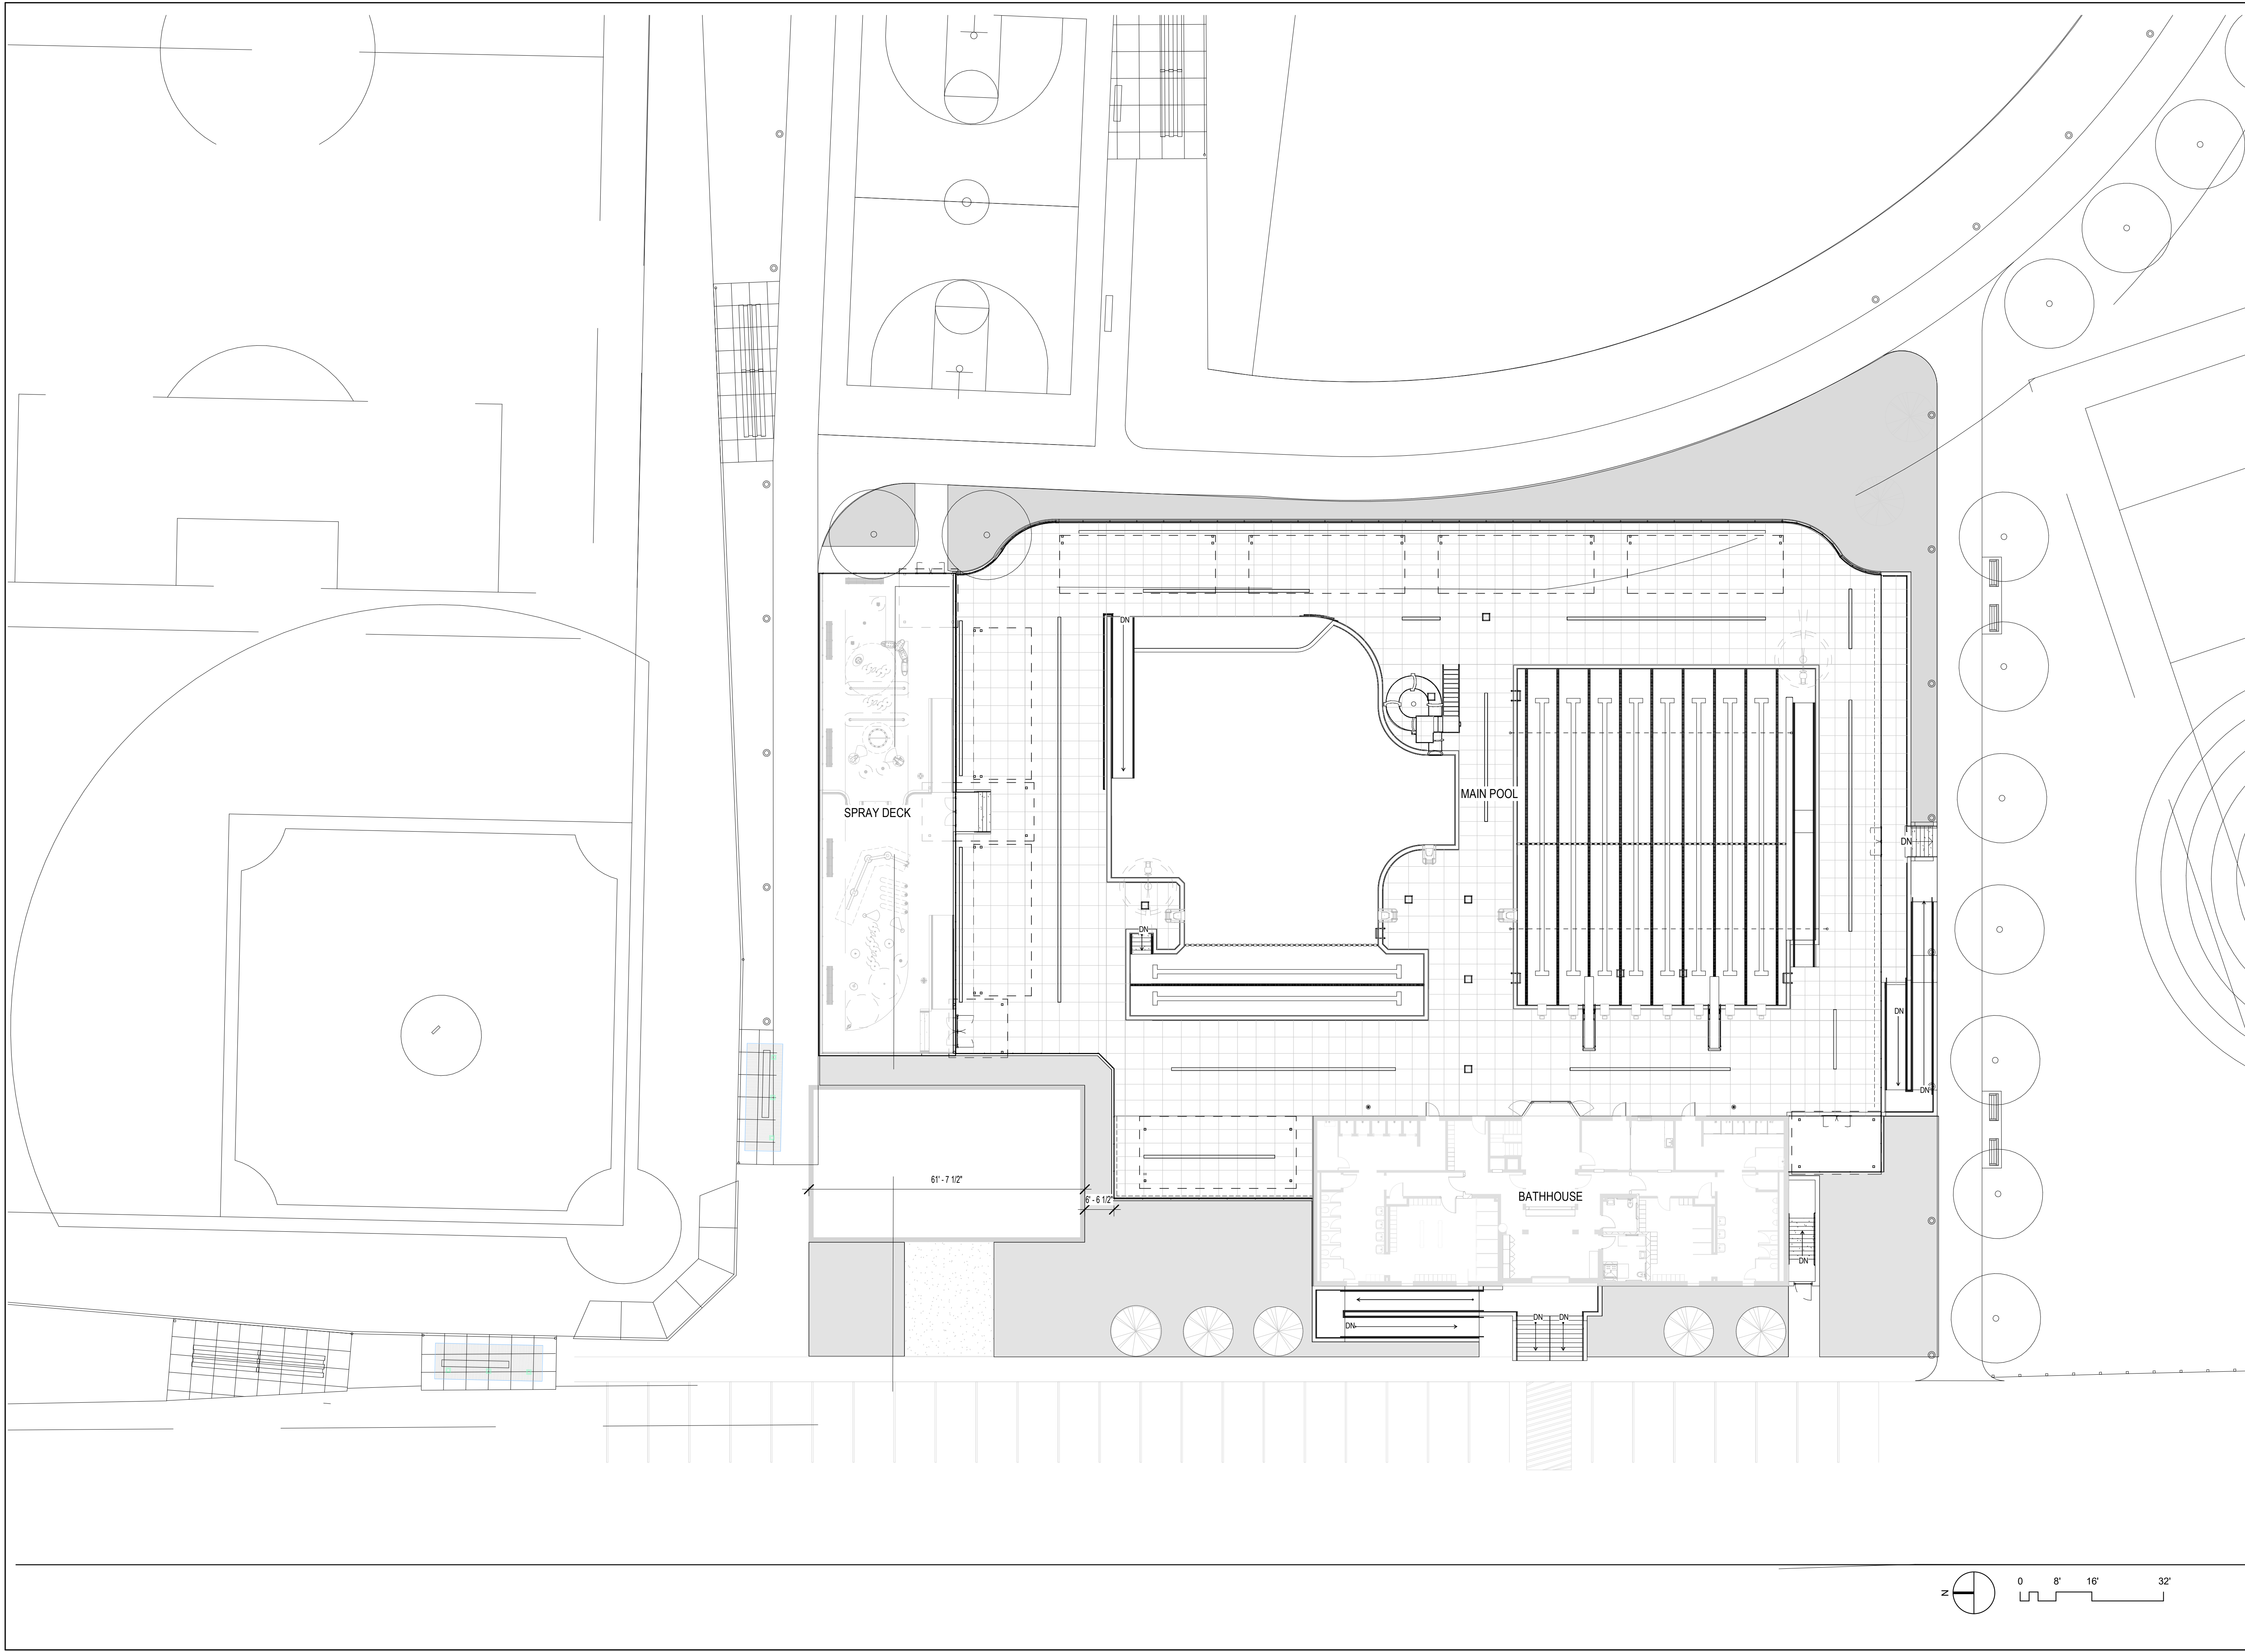 DN
MAIN POOL
SPRAY DECK
DN
DN
DN
DN
61' - 7 1/2"
6' - 6 1/2"
BATHHOUSE
DN
DN
DN
DN
N
0 8' 16' 32'